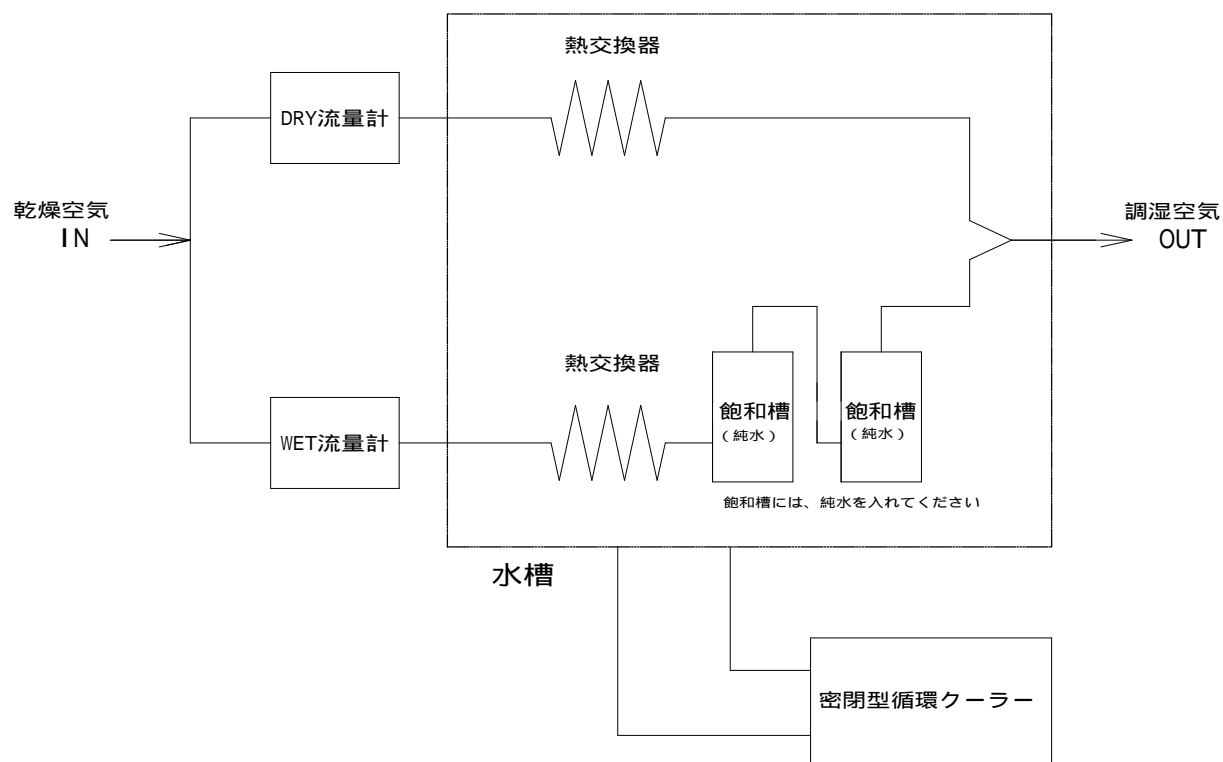 熱交換器
DRY流量計
乾燥空気
IN
調湿空気
OUT
熱交換器
飽和槽
(純水)
飽和槽
(純水)
WET流量計
飽和槽には、純水を入れてください
水槽
密閉型循環クーラー